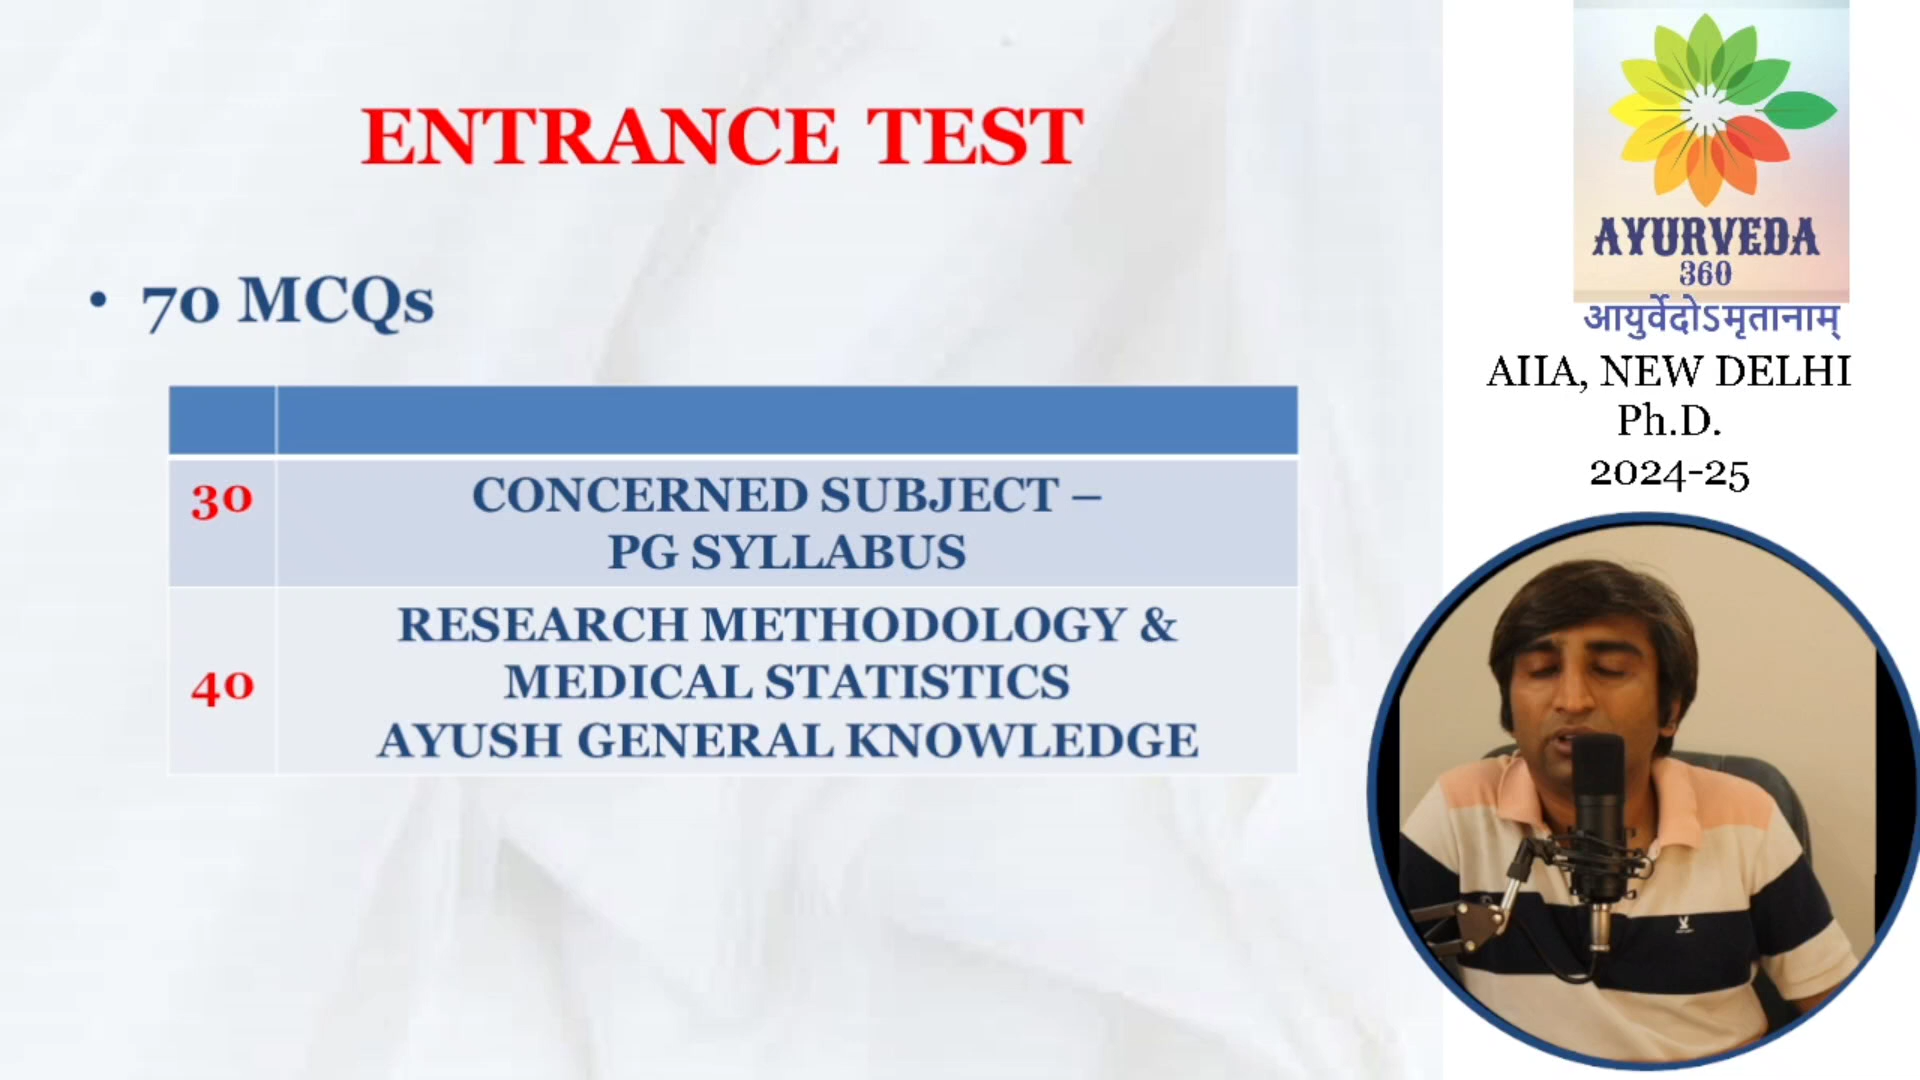 ENTRANCE TEST
• 70 MCQs
30
CONCERNED SUBJECT –
PG SYLLABUS
40
RESEARCH METHODOLOGY &
MEDICAL STATISTICS
AYUSH GENERAL KNOWLEDGE
AYURVEDA
360
आयुर्वेदोऽमृतानाम्
AIIA, NEW DELHI
Ph.D.
2024-25